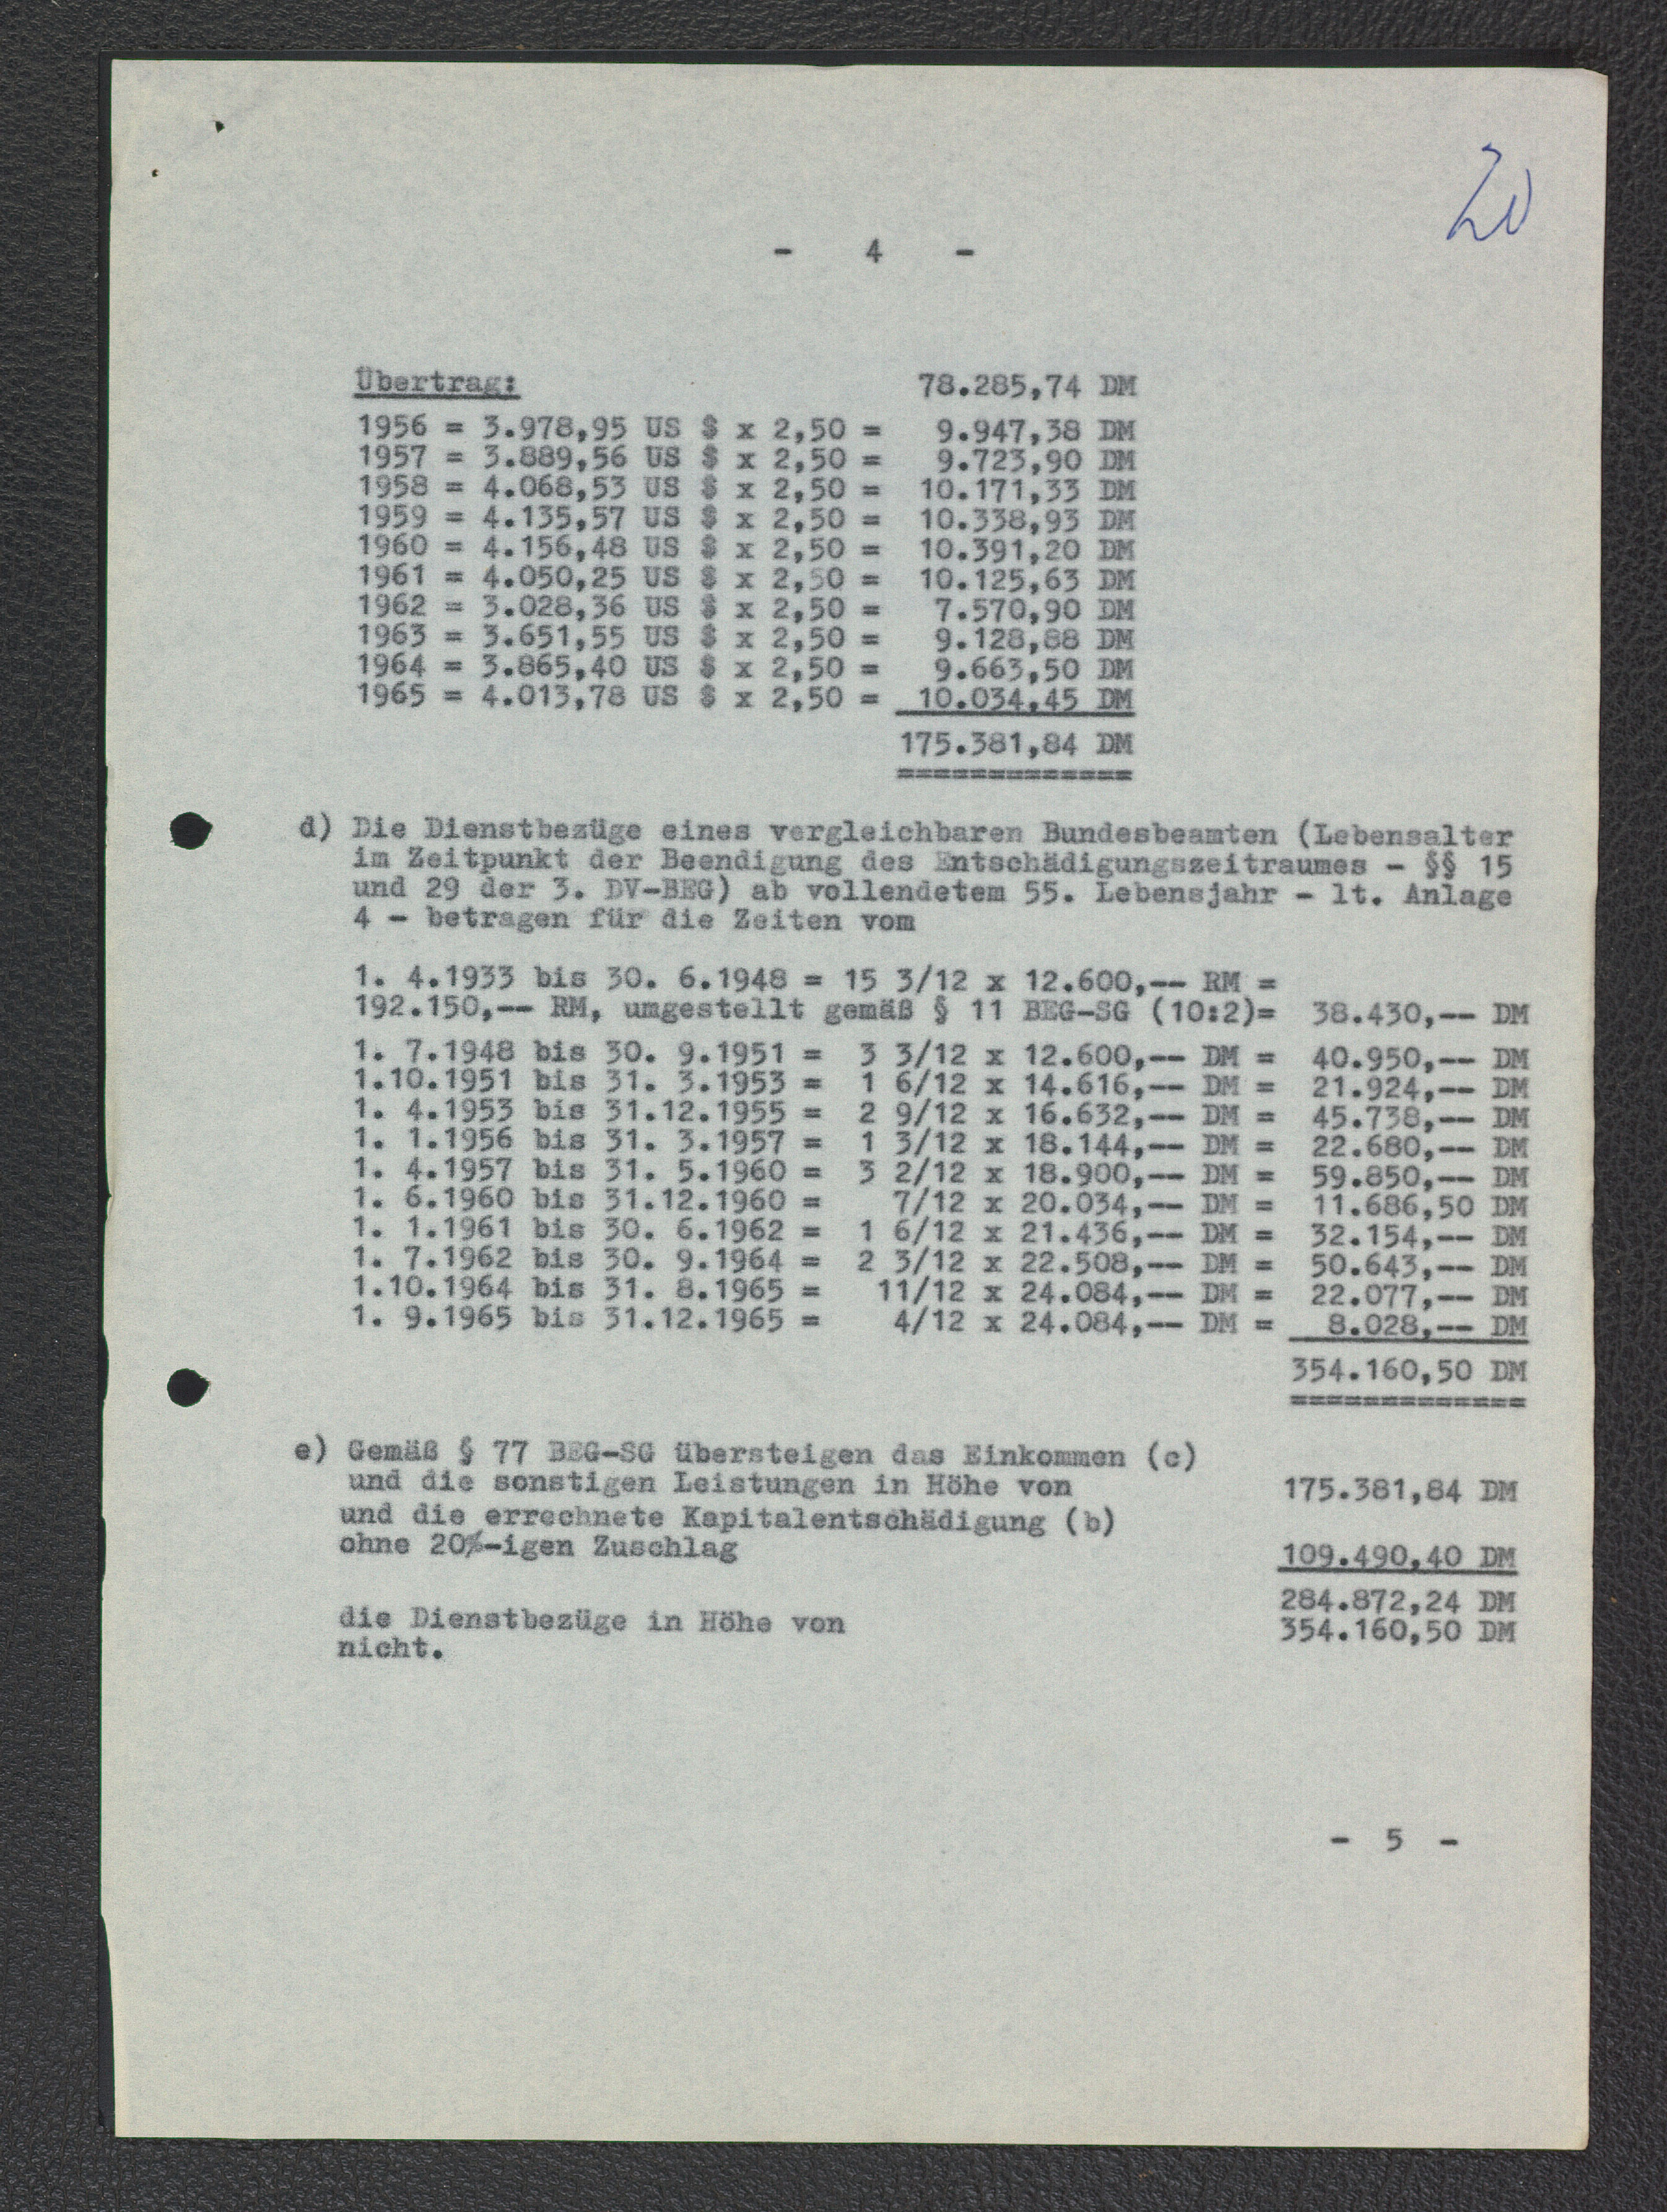 20
- 4 -
Übertrag: 78.285,74 DM
1956 = 3.978,95 US $ x 2,50 = 9.947,38 DM
1957 = 3.889,56 US $ x 2,50 = 9.723,90 DM
1958 = 4.068,53 US $ x 2,50 = 10.171,33 DM
1959 = 4.135,57 US $ x 2,50 = 10.338,93 DM
1960 = 4.156,48 US $ x 2,50 = 10.391,20 DM
1961 = 4.050,25 US $ x 2,50 = 10.125,63 DM
1962 = 3.028,36 US $ x 2,50 = 7.570,90 DM
1963 = 3.651,55 US $ x 2,50 = 9.128,88 DM
1964 = 3.865,40 US $ x 2,50 = 9.663,50 DM
1965 = 4.013,78 US $ x 2,50 = 10.034,45 DM
175.381,84 DM
=============
d) Die Dienstbezüge eines vergleichbaren Bundesbeamten (Lebensalter
im Zeitpunkt der Beendigung des Entschädigungszeitraumes - §§ 15
und 29 der 3. DV-BEG) ab vollendetem 55. Lebensjahr - lt. Anlage
4 - betragen für die Zeiten vom
1. 4.1933 bis 30. 6.1948 = 15 3/12 x 12.600,-- RM =
192.150,-- RM, umgestellt gemäß § 11 BEG-SG (10:2)= 38.430,-- DM
1. 7.1948 bis 30. 9.1951 = 3 3/12 x 12.600,-- DM = 40.950,-- DM
1.10.1951 bis 31. 3.1953 = 1 6/12 x 14.616,-- DM = 21.924,-- DM
1. 4.1953 bis 31.12.1955 = 2 9/12 x 16.632,-- DM = 45.738,-- DM
1. 1.1956 bis 31. 3.1957 = 1 3/12 x 18.144,-- DM = 22.680,-- DM
1. 4.1957 bis 31. 5.1960 = 3 2/12 x 18.900,-- DM = 59.850,-- DM
1. 6.1960 bis 31.12.1960 = 7/12 x 20.034,-- DM = 11.686,50 DM
1. 1.1961 bis 30. 6.1962 = 1 6/12 x 21.436,-- DM = 32.154,-- DM
1. 7.1962 bis 30. 9.1964 = 2 3/12 x 22.508,-- DM = 50.643,-- DM
1.10.1964 bis 31. 8.1965 = 11/12 x 24.084,-- DM = 22.077,-- DM
1. 9.1965 bis 31.12.1965 = 4/12 x 24.084,-- DM = 8.028,-- DM
354.160,50 DM
=============
e) Gemäß § 77 BEG-SG übersteigen das Einkommen (c)
und die sonstigen Leistungen in Höhe von 175.381,84 DM
und die errechnete Kapitalentschädigung (b)
ohne 20%-igen Zuschlag 109.490,40 DM
284.872,24 DM
die Dienstbezüge in Höhe von 354.160,50 DM
nicht.
- 5 -